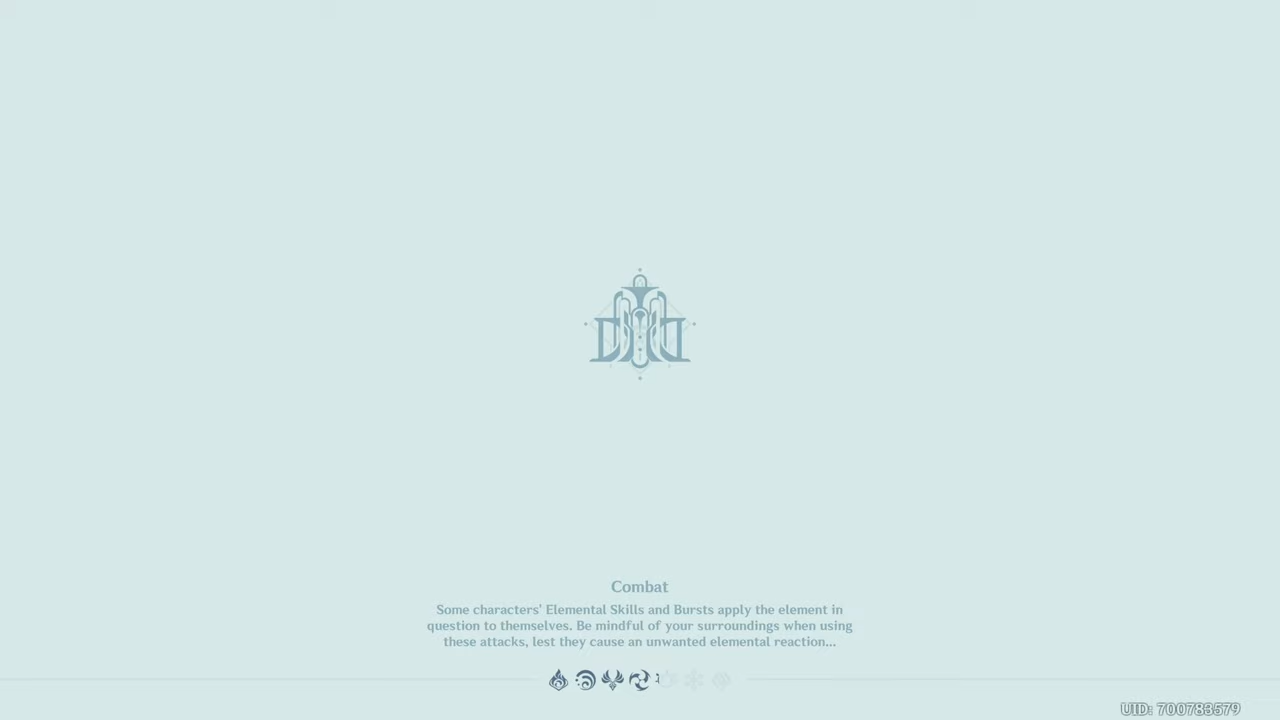 Combat
Some characters' Elemental Skills and Bursts apply the element in
question to themselves. Be mindful of your surroundings when using
these attacks, lest they cause an unwanted elemental reaction...
UID: 700783579